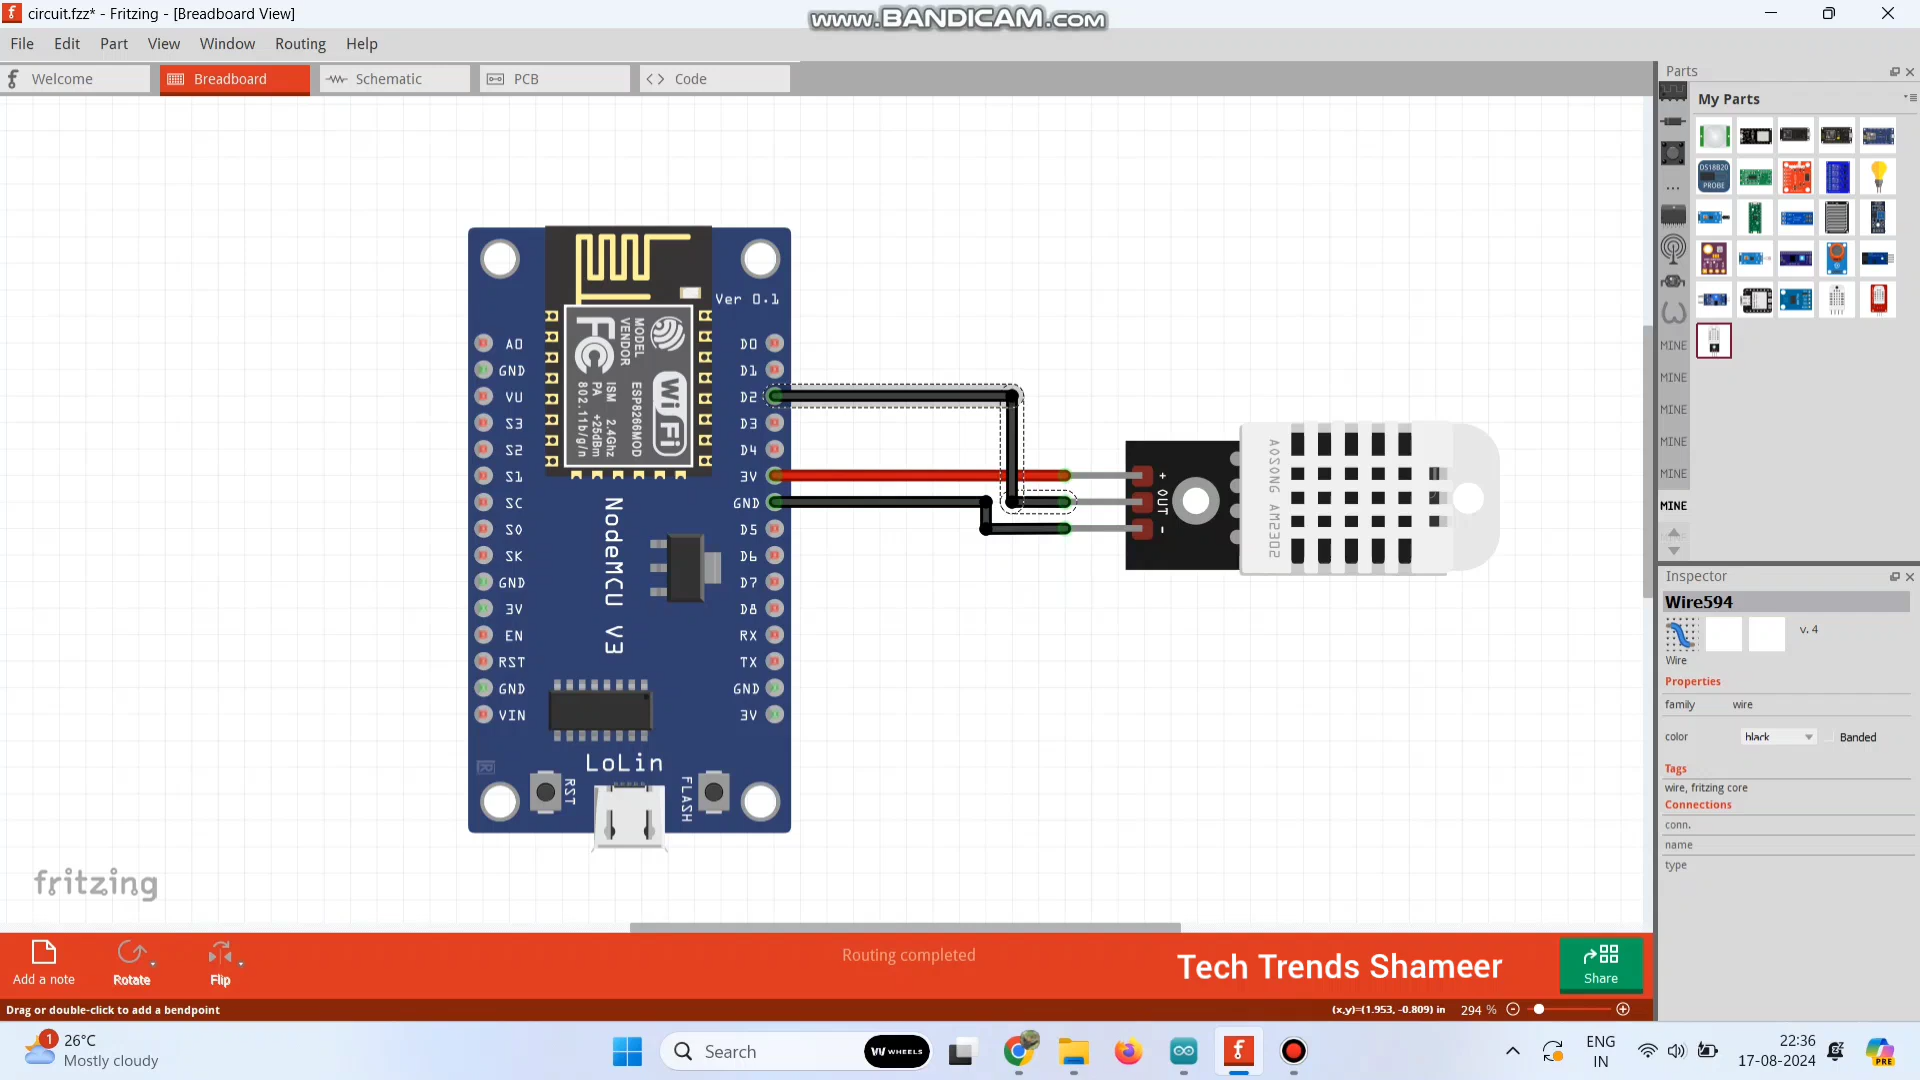 circuit.fzz* - Fritzing - [Breadboard View]
www.BANDICAM.com
File Edit Part View Window Routing Help
Welcome
Breadboard
Schematic
PCB
Code
Parts
My Parts
DS18B20
PROBE
MINE
MINE
MINE
MINE
MINE
MINE
Ver 0.1
MODEL
VENDOR
ESP8266MOD
ISM 2.4GHz
PA +25dBm
802.11b/g/n
FC
WiFi
A0 D0
GND D1
VU D2
S3 D3
S2 D4
S1 3V
SC GND
S0 D5
SK D6
GND D7
3V D8
EN RX
RST TX
GND GND
VIN 3V
NodeMCU V3
LoLin
RST
FLASH
+
OUT
-
AOSONG AM2302
fritzing
Inspector
Wire594
v. 4
Wire
Properties
family wire
color black Banded
Tags
wire, fritzing core
Connections
conn.
name
type
Add a note
Rotate
Flip
Routing completed
Tech Trends Shameer
Share
Drag or double-click to add a bendpoint
(x,y)=(1.953, -0.809) in 294 %
1
26°C
Mostly cloudy
Search
WHEELS
ENG
IN
22:36
17-08-2024
PRE